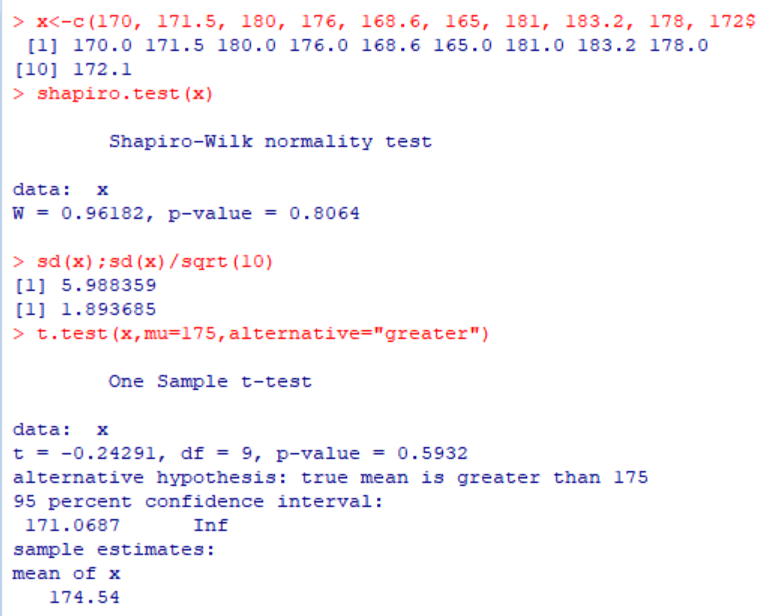 > x<-c(170, 171.5, 180, 176, 168.6, 165, 181, 183.2, 178, 172$
[1] 170.0 171.5 180.0 176.0 168.6 165.0 181.0 183.2 178.0
[10] 172.1
> shapiro.test(x)
Shapiro-Wilk normality test
data: x
W = 0.96182, p-value = 0.8064
> sd(x);sd(x)/sqrt(10)
[1] 5.988359
[1] 1.893685
> t.test(x,mu=175,alternative="greater")
One Sample t-test
data: x
t = -0.24291, df = 9, p-value = 0.5932
alternative hypothesis: true mean is greater than 175
95 percent confidence interval:
171.0687 Inf
sample estimates:
mean of x
174.54